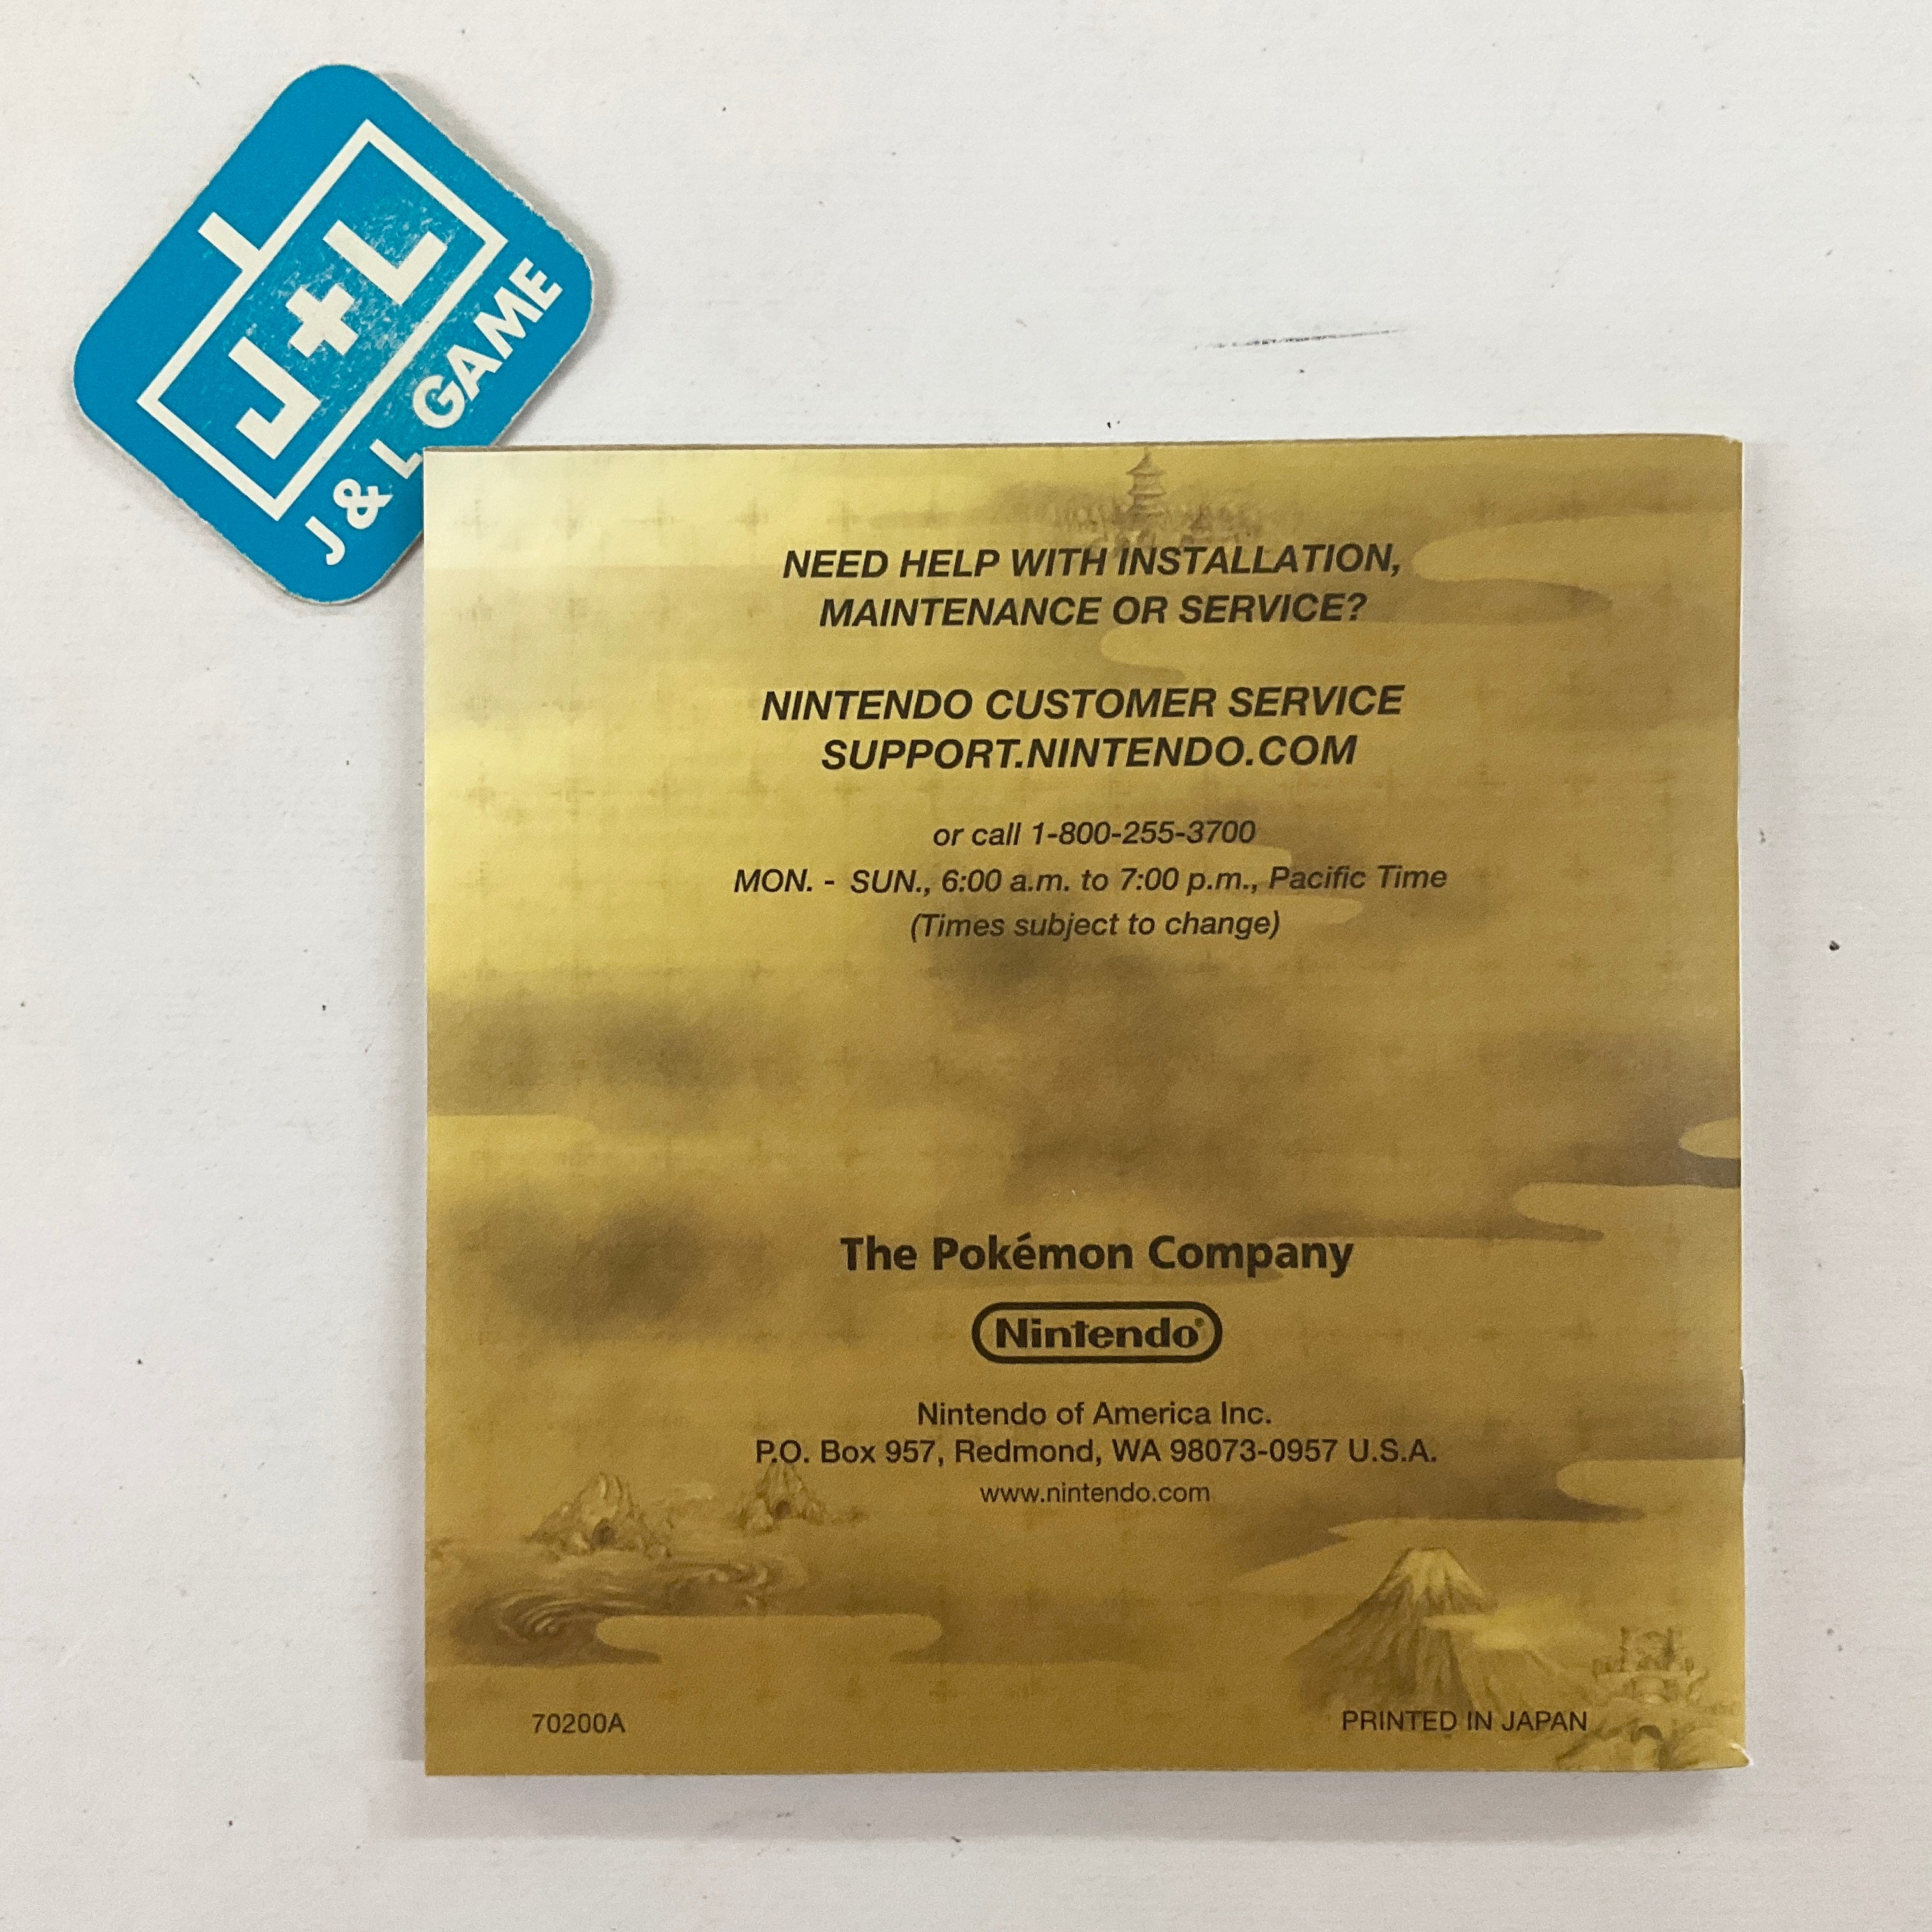 J+L
J & L GAME
NEED HELP WITH INSTALLATION,
MAINTENANCE OR SERVICE?
NINTENDO CUSTOMER SERVICE
SUPPORT.NINTENDO.COM
or call 1-800-255-3700
MON. - SUN., 6:00 a.m. to 7:00 p.m., Pacific Time
(Times subject to change)
The Pokémon Company
Nintendo®
Nintendo of America Inc.
P.O. Box 957, Redmond, WA 98073-0957 U.S.A.
www.nintendo.com
70200A
PRINTED IN JAPAN